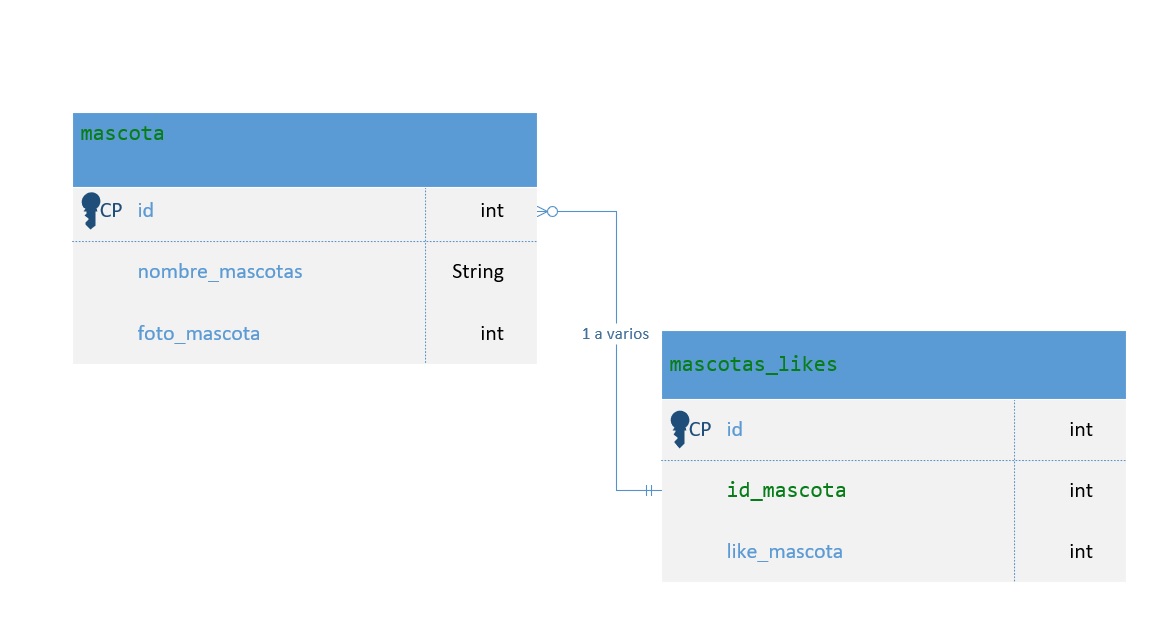 mascota
CP id int
nombre_mascotas String
foto_mascota int
1 a varios
mascotas_likes
CP id int
id_mascota int
like_mascota int